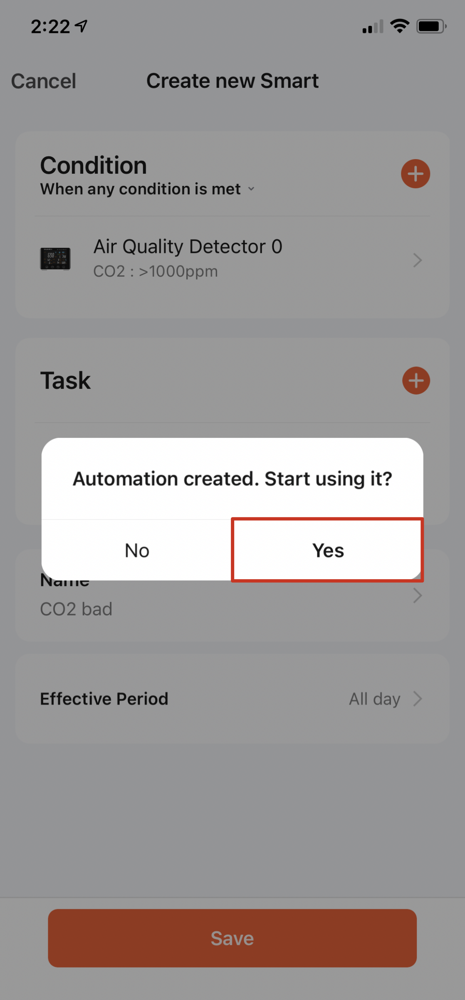 2:22
Cancel
Create new Smart
Condition
When any condition is met
Air Quality Detector 0
CO2 : >1000ppm
Task
Automation created. Start using it?
No
Yes
Name
CO2 bad
Effective Period
All day
Save